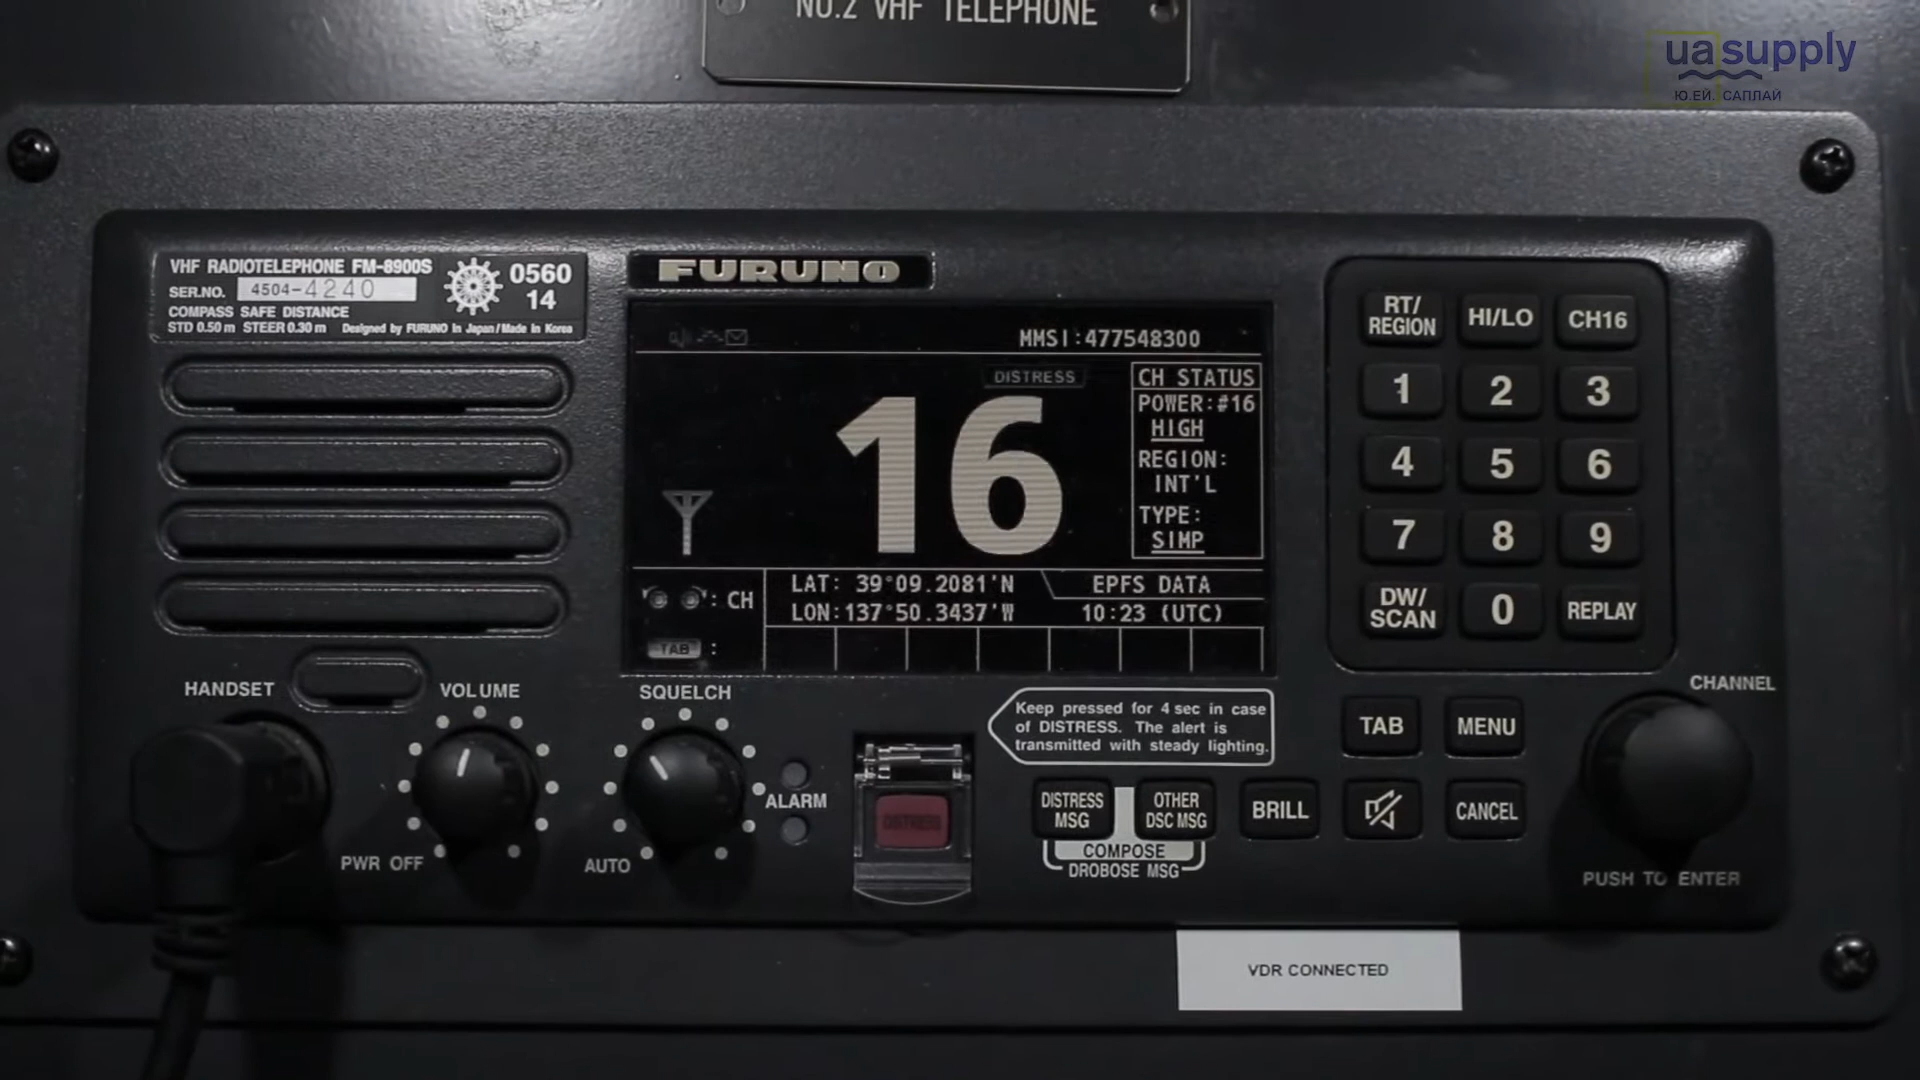 NO.2 VHF TELEPHONE
uasupply
Ю.ЕЙ. САПЛАЙ
VHF RADIOTELEPHONE FM-8900S
SER.NO. 4504-4240
COMPASS SAFE DISTANCE
STD 0.50 m STEER 0.30 m Designed by FURUNO in Japan/Made in Korea
0560
14
FURUNO
MMSI:477548300
DISTRESS
16
CH STATUS
POWER:#16
HIGH
REGION:
INT'L
TYPE:
SIMP
: CH
LAT: 39°09.2081'N
LON:137°50.3437'W
EPFS DATA
10:23 (UTC)
TAB :
RT/
REGION
HI/LO
CH16
1 2 3
4 5 6
7 8 9
DW/
SCAN
0
REPLAY
HANDSET
VOLUME
PWR OFF
SQUELCH
AUTO
ALARM
DISTRESS
Keep pressed for 4 sec in case
of DISTRESS. The alert is
transmitted with steady lighting.
TAB
MENU
CHANNEL
DISTRESS
MSG
OTHER
DSC MSG
BRILL
CANCEL
COMPOSE
DROBOSE MSG
PUSH TO ENTER
VDR CONNECTED